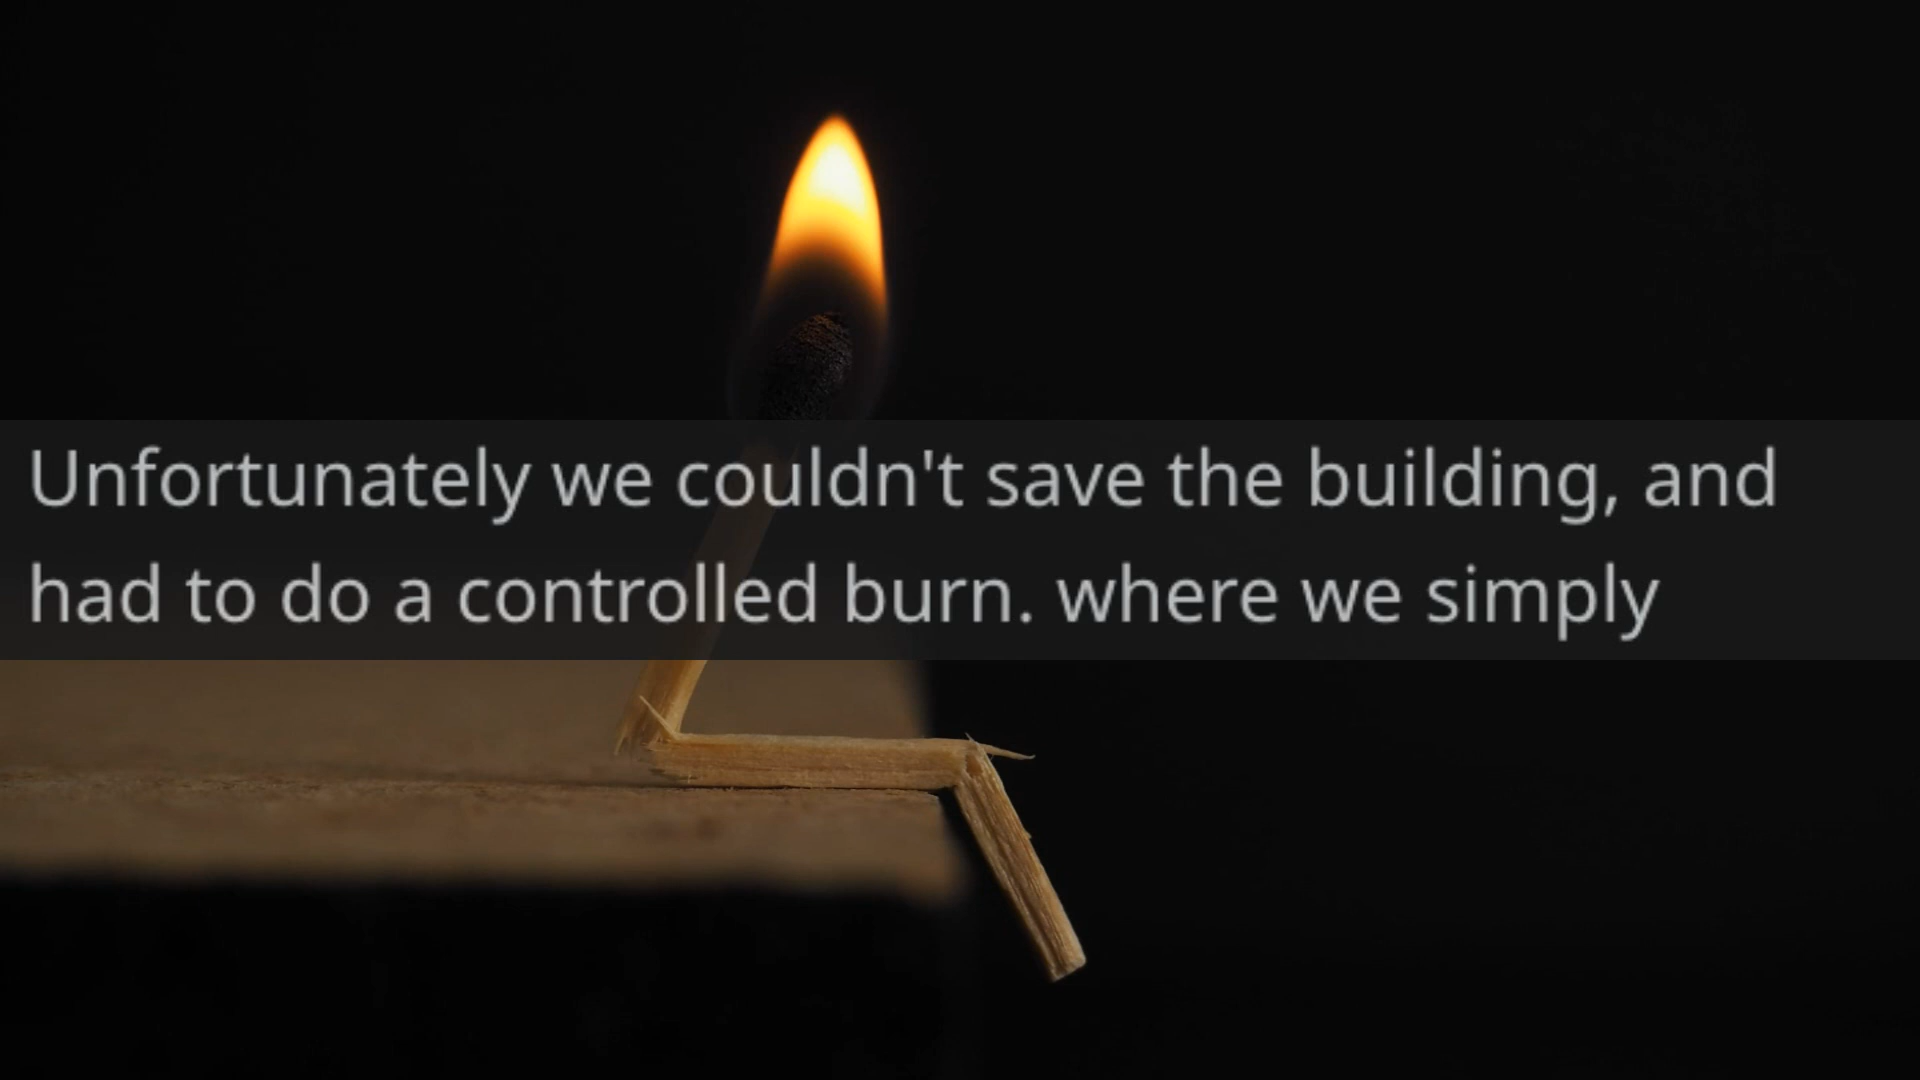 Unfortunately we couldn't save the building, and
had to do a controlled burn. where we simply